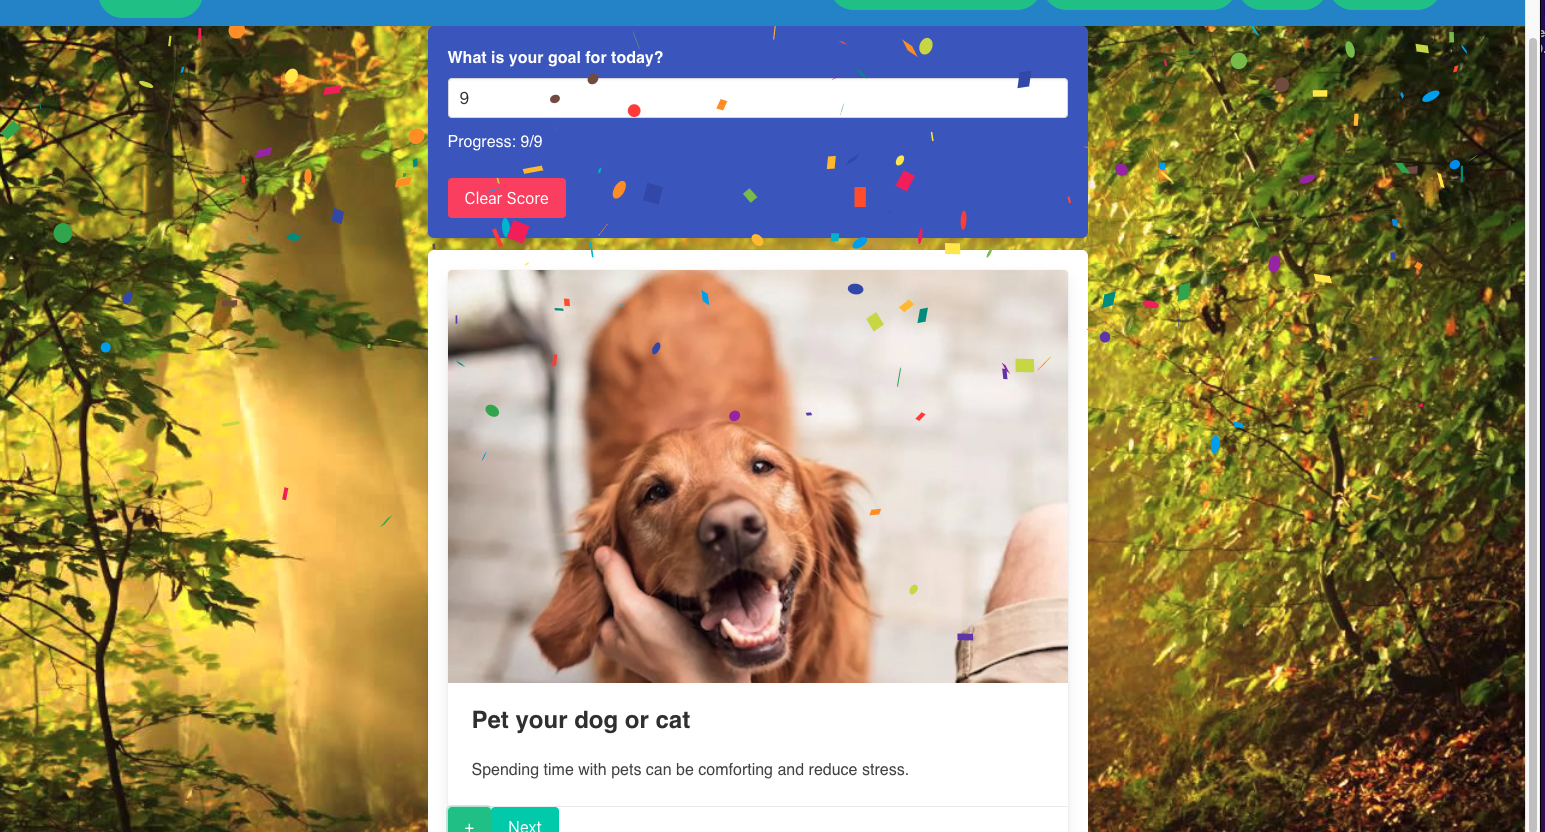 What is your goal for today?
9
Progress: 9/9
Clear Score
Pet your dog or cat
Spending time with pets can be comforting and reduce stress.
+ Next